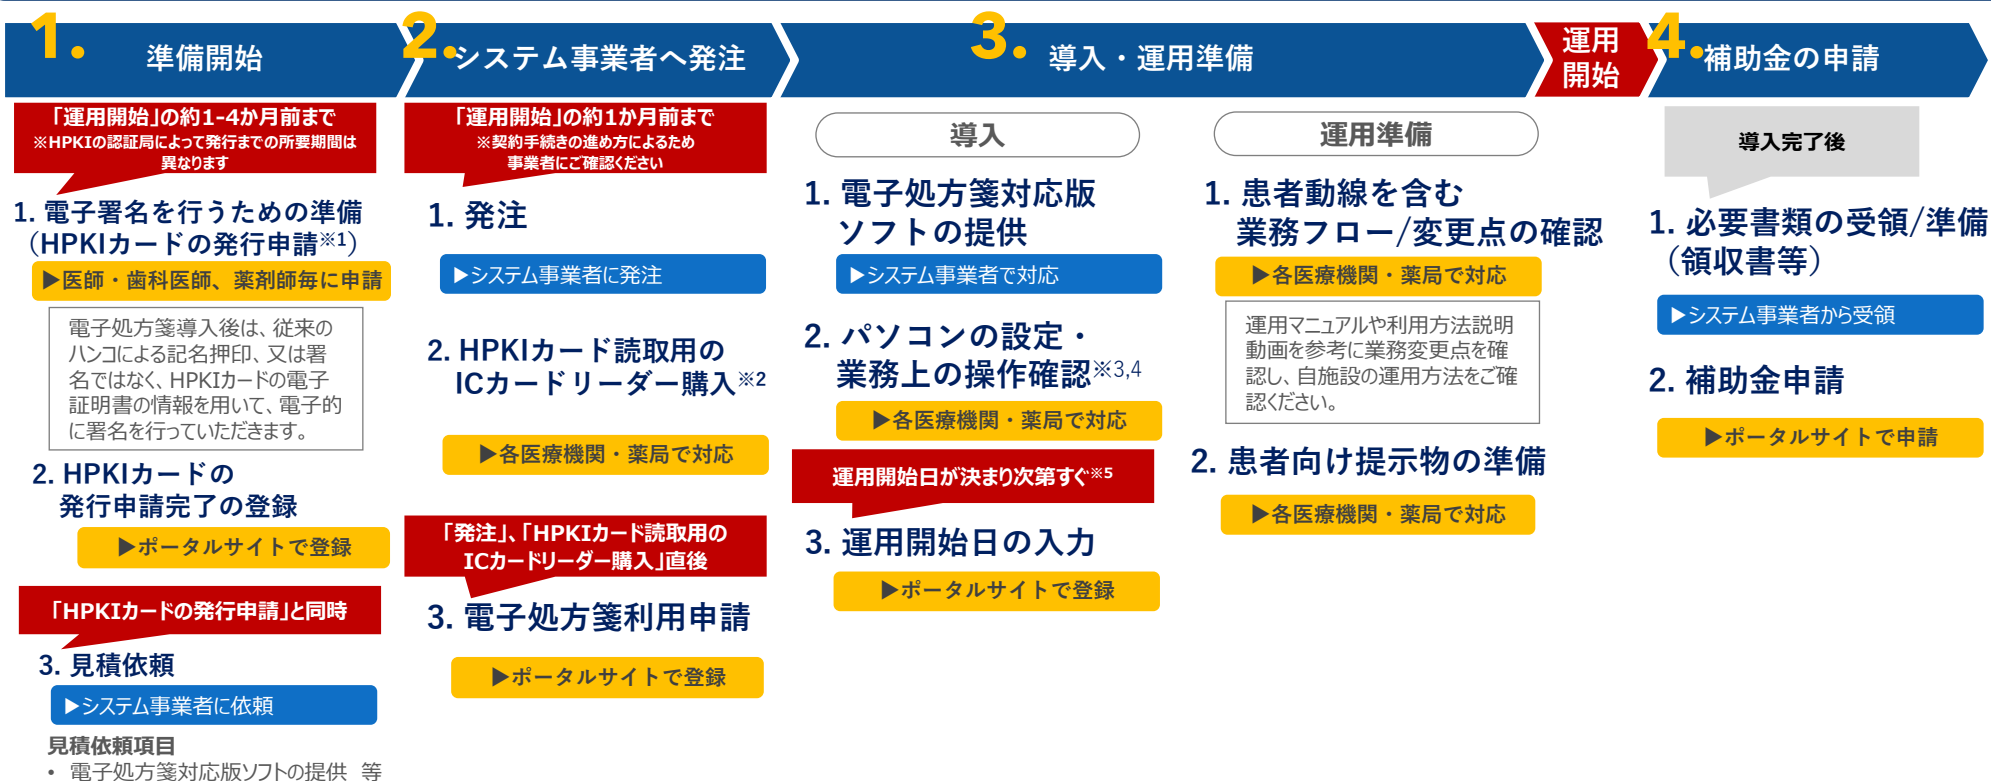 1.
準備開始
2.
システム事業者へ発注
3.
導入・運用準備
運用
開始
4.
補助金の申請
「運用開始」の約1-4か月前まで
※HPKIの認証局によって発行までの所要期間は
異なります
1. 電子署名を行うための準備
（HPKIカードの発行申請※1）
▶医師・歯科医師、薬剤師毎に申請
電子処方箋導入後は、従来の
ハンコによる記名押印、又は署
名ではなく、HPKIカードの電子
証明書の情報を用いて、電子的
に署名を行っていただきます。
2. HPKIカードの
発行申請完了の登録
▶ポータルサイトで登録
「HPKIカードの発行申請」と同時
3. 見積依頼
▶システム事業者に依頼
見積依頼項目
• 電子処方箋対応版ソフトの提供 等
「運用開始」の約1か月前まで
※契約手続きの進め方によるため
事業者にご確認ください
1. 発注
▶システム事業者に発注
2. HPKIカード読取用の
ICカードリーダー購入※2
▶各医療機関・薬局で対応
「発注」、「HPKIカード読取用の
ICカードリーダー購入」直後
3. 電子処方箋利用申請
▶ポータルサイトで登録
導入
1. 電子処方箋対応版
ソフトの提供
▶システム事業者で対応
2. パソコンの設定・
業務上の操作確認※3,4
▶各医療機関・薬局で対応
運用開始日が決まり次第すぐ※5
3. 運用開始日の入力
▶ポータルサイトで登録
運用準備
1. 患者動線を含む
業務フロー/変更点の確認
▶各医療機関・薬局で対応
運用マニュアルや利用方法説明
動画を参考に業務変更点を確
認し、自施設の運用方法をご確
認ください。
2. 患者向け提示物の準備
▶各医療機関・薬局で対応
導入完了後
1. 必要書類の受領/準備
（領収書等）
▶システム事業者から受領
2. 補助金申請
▶ポータルサイトで申請